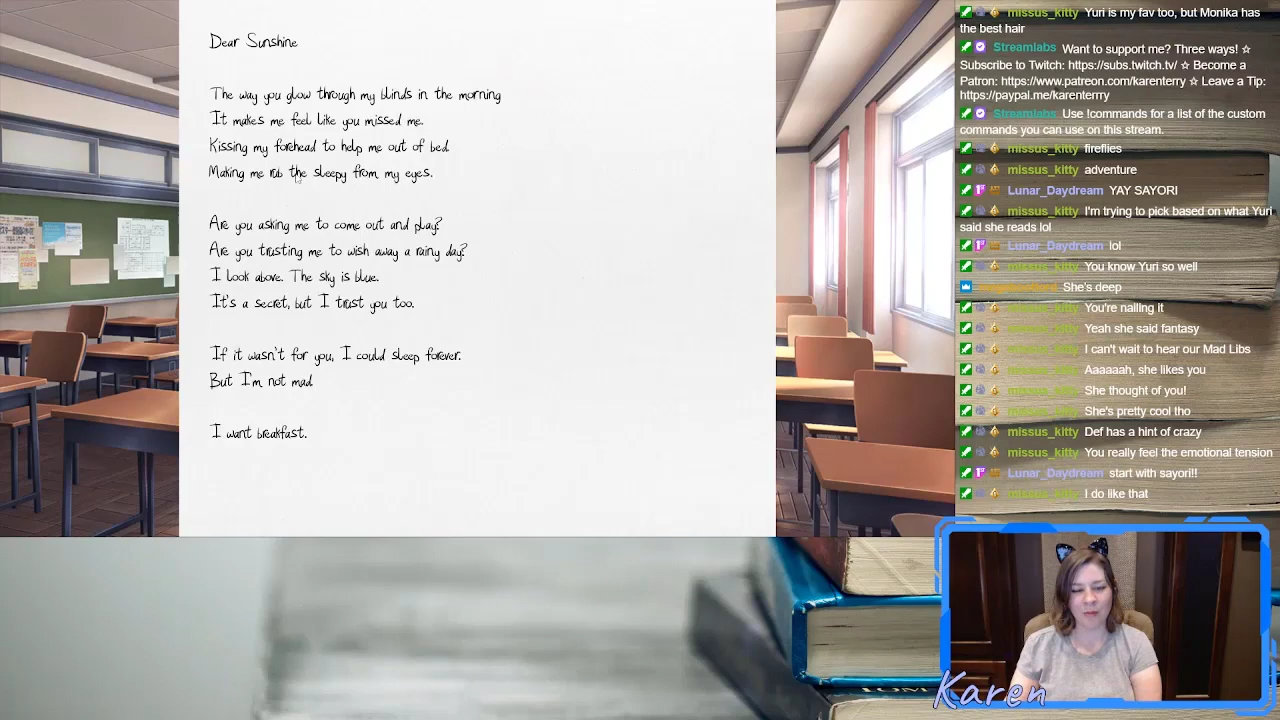 Dear Sunshine
The way you glow through my blinds in the morning
It makes me feel like you missed me.
Kissing my forehead to help me out of bed.
Making me rub the sleepy from my eyes.
Are you asking me to come out and play?
Are you trusting me to wish away a rainy day?
I look above. The sky is blue.
It's a secret, but I trust you too.
If it wasn't for you, I could sleep forever.
But I'm not mad.
I want breakfast.
missus_kitty Yuri is my fav too, but Monika has
the best hair
Streamlabs Want to support me? Three ways! ☆
Subscribe to Twitch: https://subs.twitch.tv/ ☆ Become a
Patron: https://www.patreon.com/karenterry ☆ Leave a Tip:
https://paypal.me/karenterry
Streamlabs Use !commands for a list of the custom
commands you can use on this stream.
missus_kitty fireflies
missus_kitty adventure
Lunar_Daydream YAY SAYORI
missus_kitty I'm trying to pick based on what Yuri
said she reads lol
Lunar_Daydream lol
missus_kitty You know Yuri so well
She's deep
missus_kitty You're nailing it
missus_kitty Yeah she said fantasy
missus_kitty I can't wait to hear our Mad Libs
missus_kitty Aaaaaah, she likes you
missus_kitty She thought of you!
missus_kitty She's pretty cool tho
missus_kitty Def has a hint of crazy
missus_kitty You really feel the emotional tension
Lunar_Daydream start with sayori!!
missus_kitty I do like that
Karen